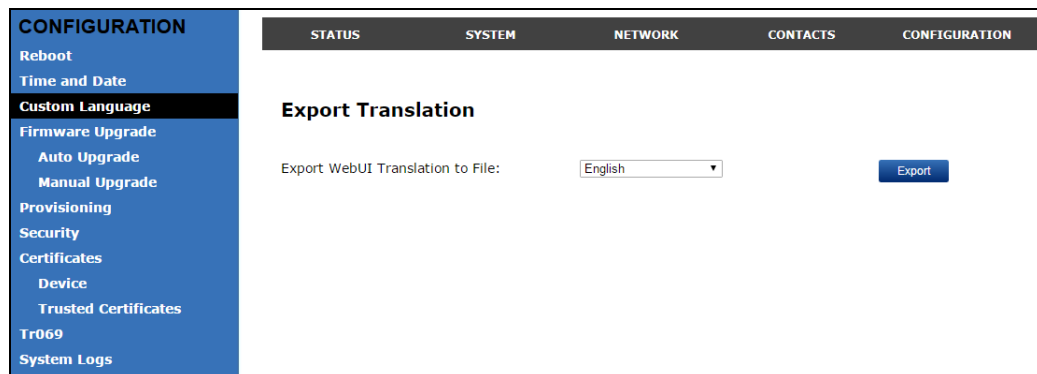 CONFIGURATION
Reboot
Time and Date
Custom Language
Firmware Upgrade
Auto Upgrade
Manual Upgrade
Provisioning
Security
Certificates
Device
Trusted Certificates
Tr069
System Logs
STATUS SYSTEM NETWORK CONTACTS CONFIGURATION
Export Translation
Export WebUI Translation to File: English Export